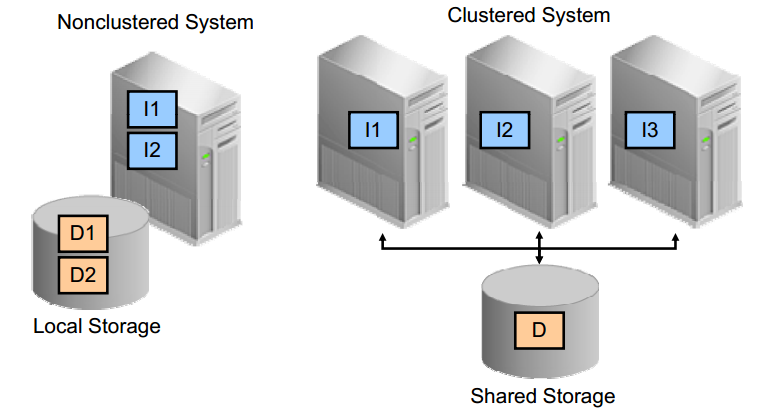 Nonclustered System
Clustered System
I1
I2
I1
I2
I3
D1
D2
Local Storage
D
Shared Storage